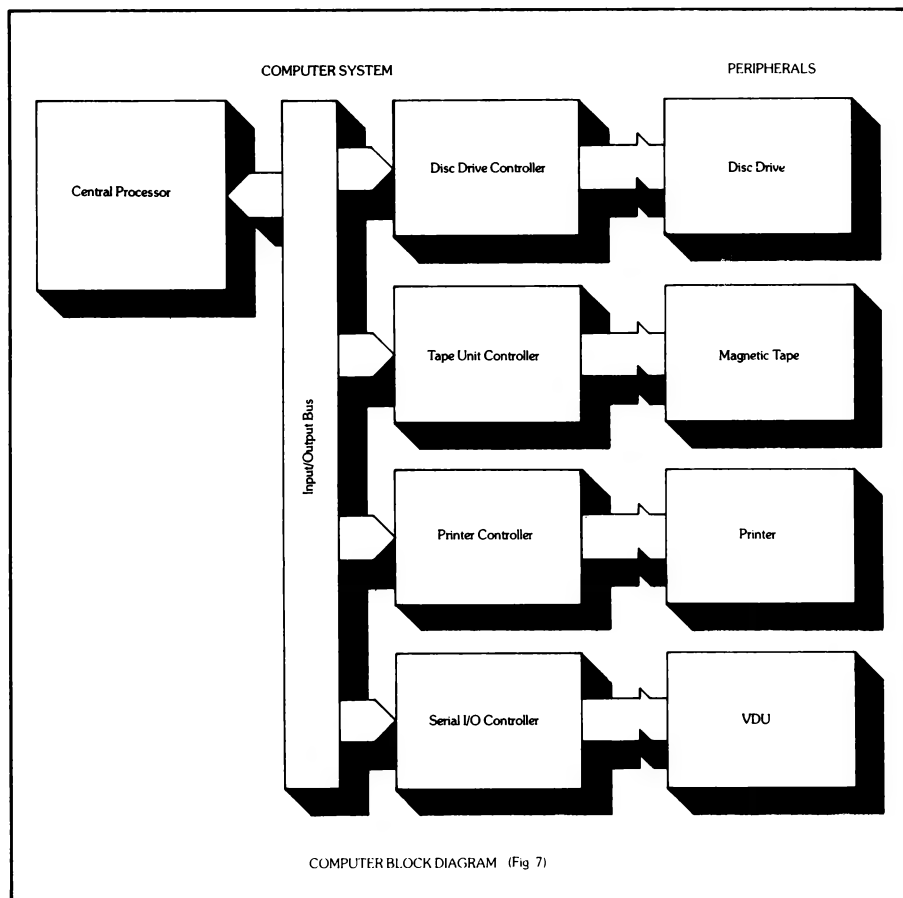 COMPUTER SYSTEM
PERIPHERALS
Central Processor
Input/Output Bus
Disc Drive Controller
Disc Drive
Tape Unit Controller
Magnetic Tape
Printer Controller
Printer
Serial I/O Controller
VDU
COMPUTER BLOCK DIAGRAM (Fig 7)